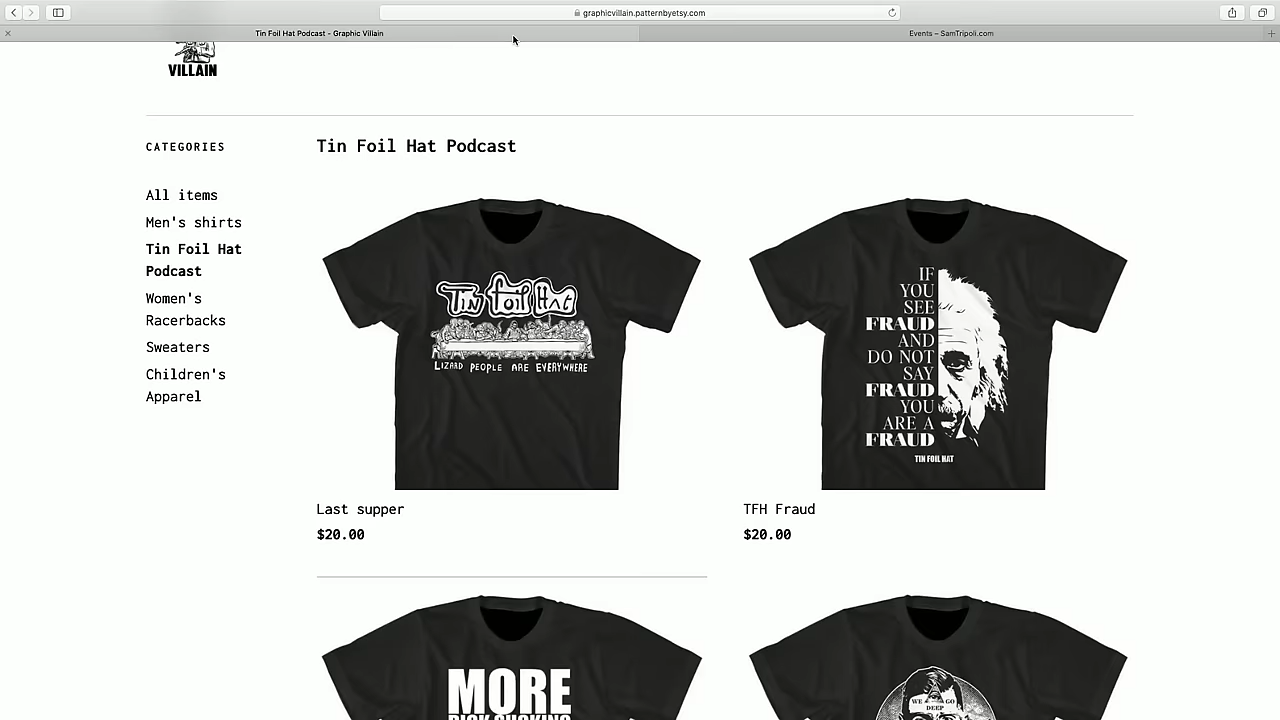 graphicvillain.patternbyetsy.com
Tin Foil Hat Podcast - Graphic Villain
Events – SamTripoli.com
VILLAIN
CATEGORIES
All items
Men's shirts
Tin Foil Hat
Podcast
Women's
Racerbacks
Sweaters
Children's
Apparel
Tin Foil Hat Podcast
Tin Foil Hat
LIZARD PEOPLE ARE EVERYWHERE
Last supper
$20.00
IF
YOU
SEE
FRAUD
AND
DO NOT
SAY
FRAUD
YOU
ARE A
FRAUD
TIN FOIL HAT
TFH Fraud
$20.00
MORE
DICK SUCKING
WE GO
DEEP